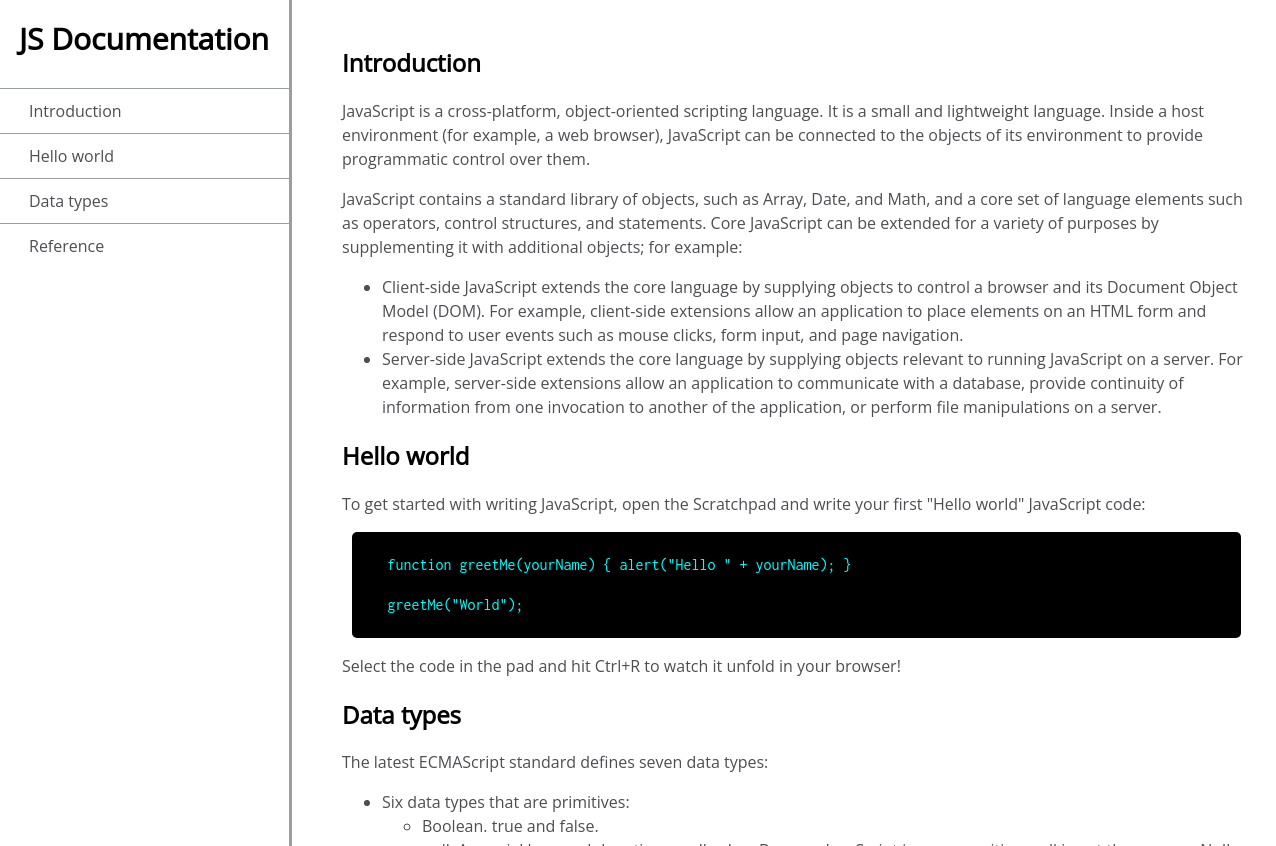 JS Documentation
Introduction
Hello world
Data types
Reference
Introduction
JavaScript is a cross-platform, object-oriented scripting language. It is a small and lightweight language. Inside a host
environment (for example, a web browser), JavaScript can be connected to the objects of its environment to provide
programmatic control over them.
JavaScript contains a standard library of objects, such as Array, Date, and Math, and a core set of language elements such
as operators, control structures, and statements. Core JavaScript can be extended for a variety of purposes by
supplementing it with additional objects; for example:
Client-side JavaScript extends the core language by supplying objects to control a browser and its Document Object
Model (DOM). For example, client-side extensions allow an application to place elements on an HTML form and
respond to user events such as mouse clicks, form input, and page navigation.
Server-side JavaScript extends the core language by supplying objects relevant to running JavaScript on a server. For
example, server-side extensions allow an application to communicate with a database, provide continuity of
information from one invocation to another of the application, or perform file manipulations on a server.
Hello world
To get started with writing JavaScript, open the Scratchpad and write your first "Hello world" JavaScript code:
function greetMe(yourName) { alert("Hello " + yourName); }
greetMe("World");
Select the code in the pad and hit Ctrl+R to watch it unfold in your browser!
Data types
The latest ECMAScript standard defines seven data types:
Six data types that are primitives:
Boolean. true and false.